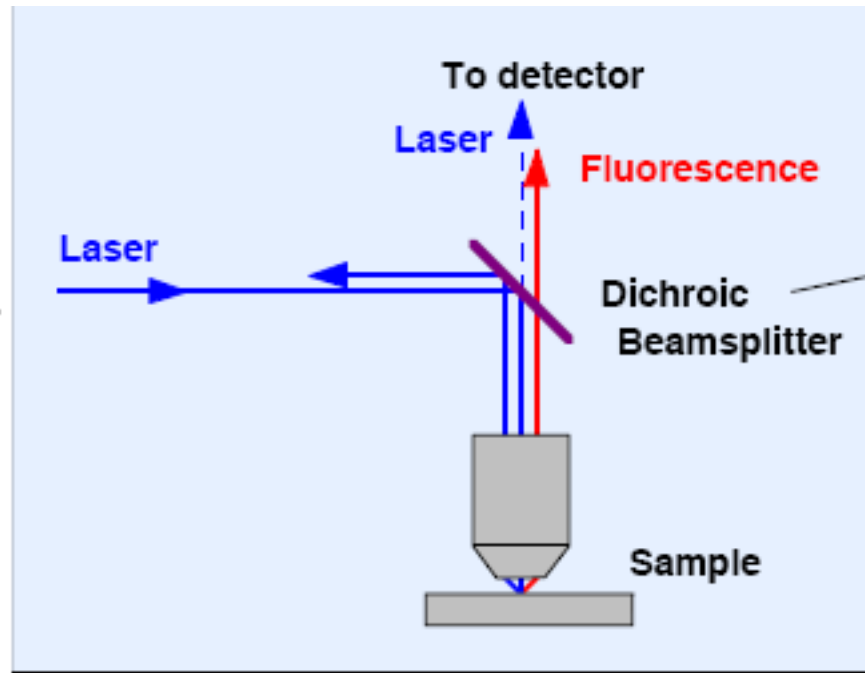 To detector
Laser
Fluorescence
Laser
Dichroic
Beamsplitter
Sample